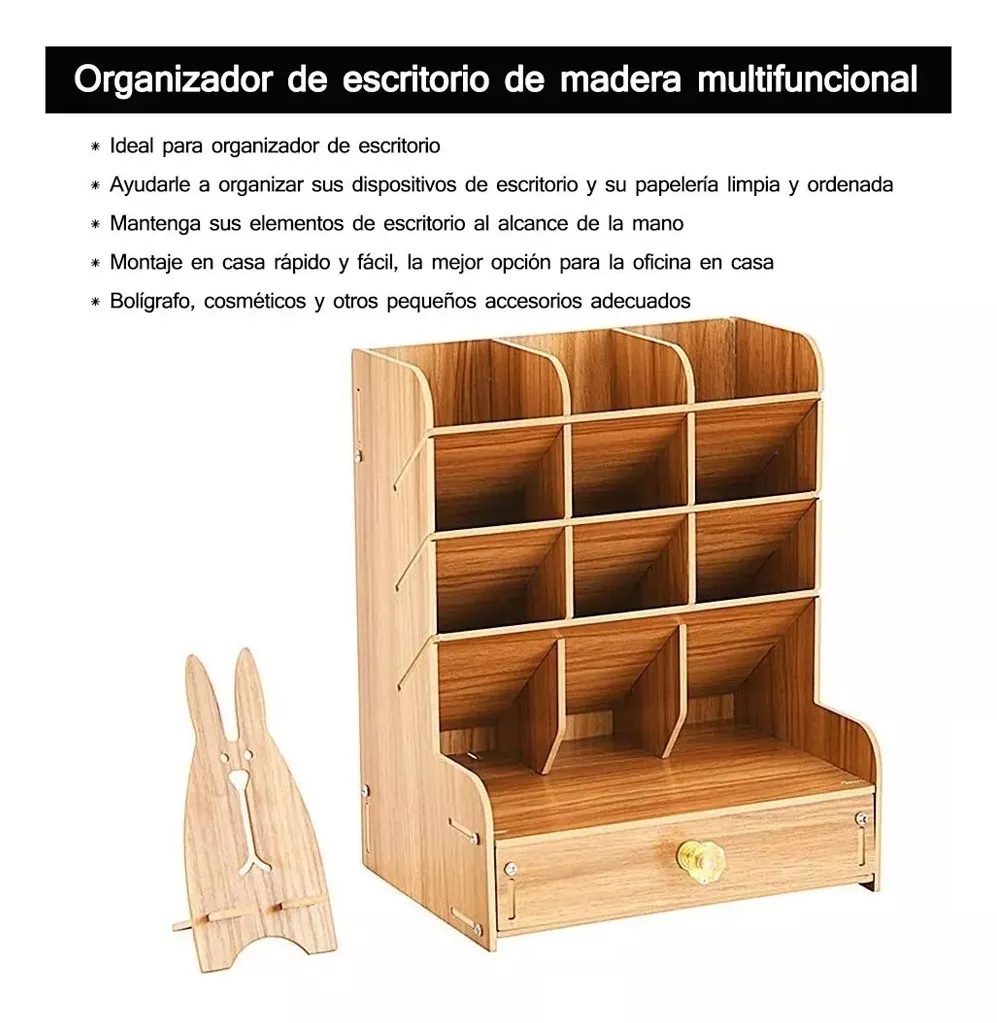 Organizador de escritorio de madera multifuncional
* Ideal para organizador de escritorio
* Ayudarle a organizar sus dispositivos de escritorio y su papelería limpia y ordenada
* Mantenga sus elementos de escritorio al alcance de la mano
* Montaje en casa rápido y fácil, la mejor opción para la oficina en casa
* Bolígrafo, cosméticos y otros pequeños accesorios adecuados